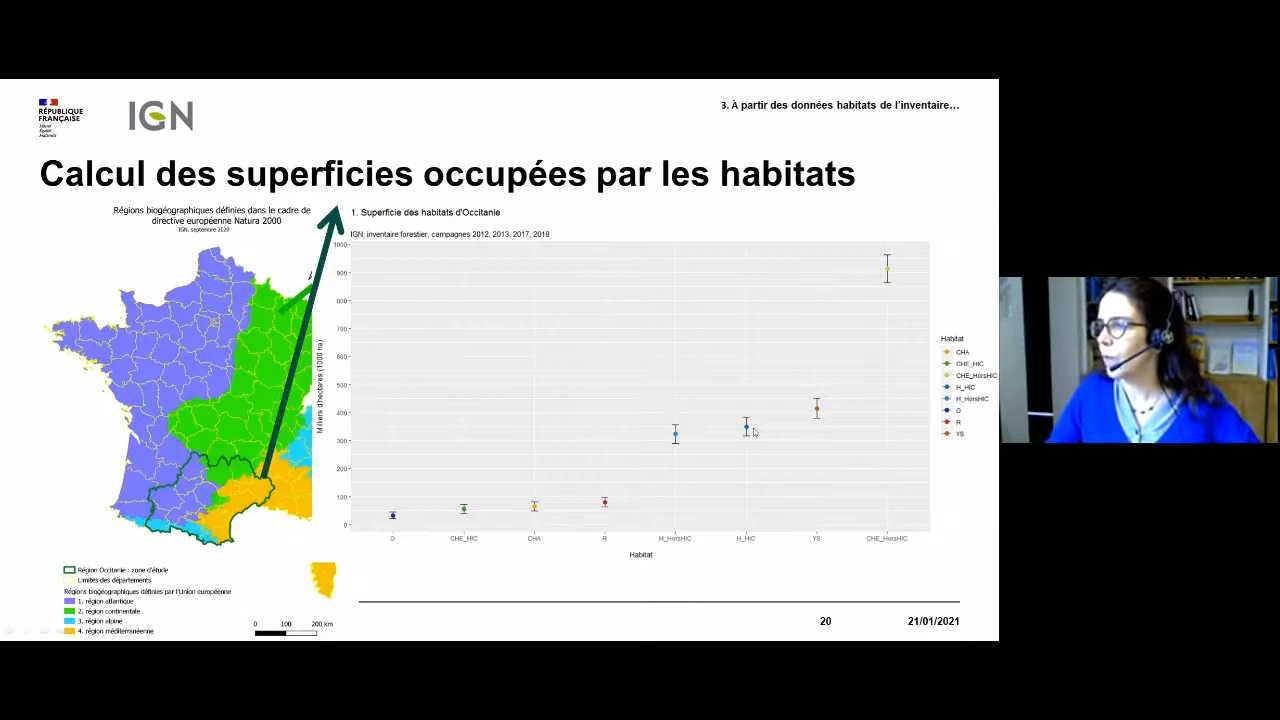 RÉPUBLIQUE
FRANÇAISE
Liberté
Égalité
Fraternité
IGN
3. À partir des données habitats de l'inventaire…
Calcul des superficies occupées par les habitats
Régions biogéographiques définies dans le cadre de
directive européenne Natura 2000
IGN, septembre 2020
1. Superficie des habitats d'Occitanie
IGN, inventaire forestier, campagnes 2012, 2013, 2017, 2018
Milliers d'hectares (1000 ha)
1000
900
800
700
600
500
400
300
200
100
0
O
CHE_HIC
CHA
R
H_HorsHIC
H_HIC
YS
CHE_HorsHIC
Habitat
Habitat
CHA
CHE_HIC
CHE_HorsHIC
H_HIC
H_HorsHIC
O
R
YS
Région Occitanie : zone d'étude
Limites des départements
Régions biogéographiques définies par l'Union européenne
1. région atlantique
2. région continentale
3. région alpine
4. région méditerranéenne
0 100 200 km
20
21/01/2021